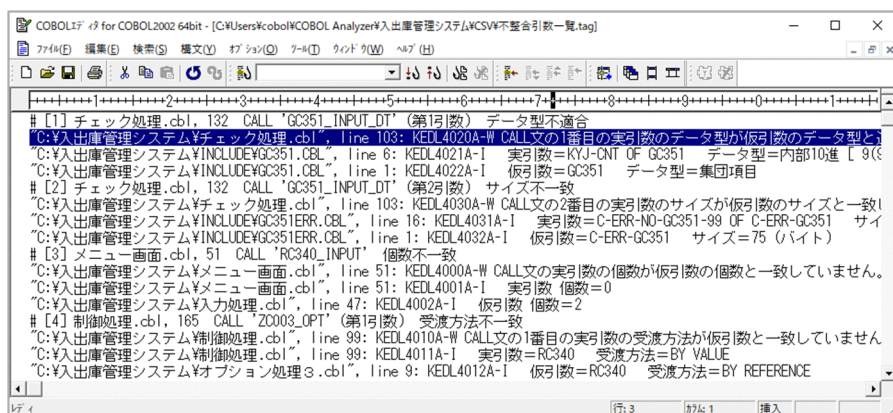 COBOLｴﾃﾞｨﾀ for COBOL2002 64bit - [C:¥Users¥cobol¥COBOL Analyzer¥入出庫管理システム¥CSV¥不整合引数一覧.tag]
ﾌｧｲﾙ(F) 編集(E) 検索(S) 構文(V) ｵﾌﾟｼｮﾝ(O) ﾂｰﾙ(T) ｳｨﾝﾄﾞｳ(W) ﾍﾙﾌﾟ(H)
# [1] チェック処理.cbl, 132 CALL 'GC351_INPUT_DT' (第1引数) データ型不適合
"C:¥入出庫管理システム¥チェック処理.cbl", line 103: KEDL4020A-W CALL文の1番目の実引数のデータ型が仮引数のデータ型と
"C:¥入出庫管理システム¥INCLUDE¥GC351.CBL", line 6: KEDL4021A-I 実引数=KYJ-CNT OF GC351 データ型=内部10進 [ 9(
"C:¥入出庫管理システム¥INCLUDE¥GC351.CBL", line 1: KEDL4022A-I 仮引数=GC351 データ型=集団項目
# [2] チェック処理.cbl, 132 CALL 'GC351_INPUT_DT' (第2引数) サイズ不一致
"C:¥入出庫管理システム¥チェック処理.cbl", line 103: KEDL4030A-W CALL文の2番目の実引数のサイズが仮引数のサイズと一致
"C:¥入出庫管理システム¥INCLUDE¥GC351ERR.CBL", line 16: KEDL4031A-I 実引数=C-ERR-NO-GC351-99 OF C-ERR-GC351 サイ
"C:¥入出庫管理システム¥INCLUDE¥GC351ERR.CBL", line 1: KEDL4032A-I 仮引数=C-ERR-GC351 サイズ=75 (バイト)
# [3] メニュー画面.cbl, 51 CALL 'RC340_INPUT' 個数不一致
"C:¥入出庫管理システム¥メニュー画面.cbl", line 51: KEDL4000A-W CALL文の実引数の個数が仮引数の個数と一致していません。
"C:¥入出庫管理システム¥メニュー画面.cbl", line 51: KEDL4001A-I 実引数 個数=0
"C:¥入出庫管理システム¥入力処理.cbl", line 47: KEDL4002A-I 仮引数 個数=2
# [4] 制御処理.cbl, 165 CALL 'ZC003_OPT' (第1引数) 受渡方法不一致
"C:¥入出庫管理システム¥制御処理.cbl", line 99: KEDL4010A-W CALL文の1番目の実引数の受渡方法が仮引数と一致していません
"C:¥入出庫管理システム¥制御処理.cbl", line 99: KEDL4011A-I 実引数=RC340 受渡方法=BY VALUE
"C:¥入出庫管理システム¥オプション処理３.cbl", line 9: KEDL4012A-I 仮引数=RC340 受渡方法=BY REFERENCE
ﾚﾃﾞｨ 行: 3 ｶﾗﾑ: 1 挿入